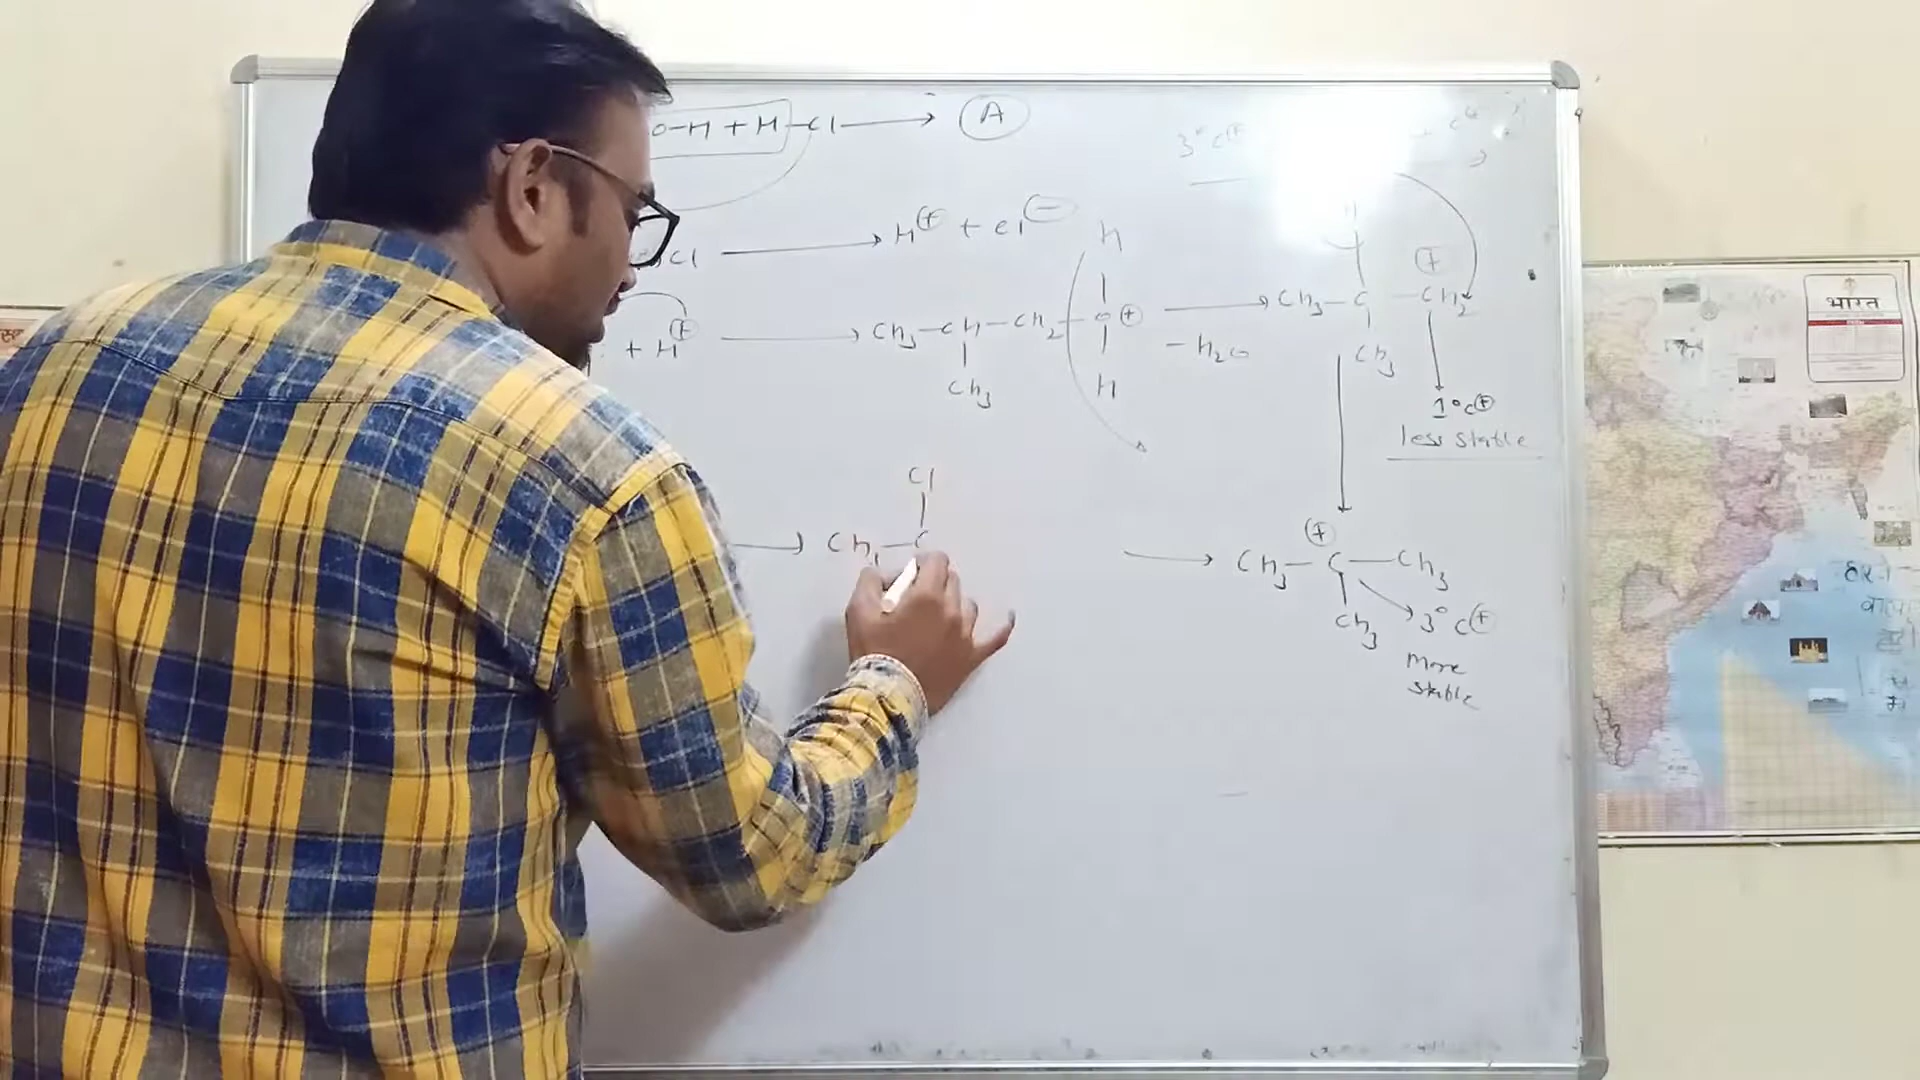 O-H + H-Cl ⟶ A
3° C⊕
Cl ⟶ H⊕ + Cl⊖
+ H⊕ ⟶ CH3-CH-CH2-O⊕ ⟶ CH3-C-CH2
H
⊕
H
H
-H2O
CH3
CH3
1° C⊕
less stable
Cl
⟶ CH3-C
⟶ CH3-C-CH3
⊕
CH3
3° C⊕
More
stable
भारत